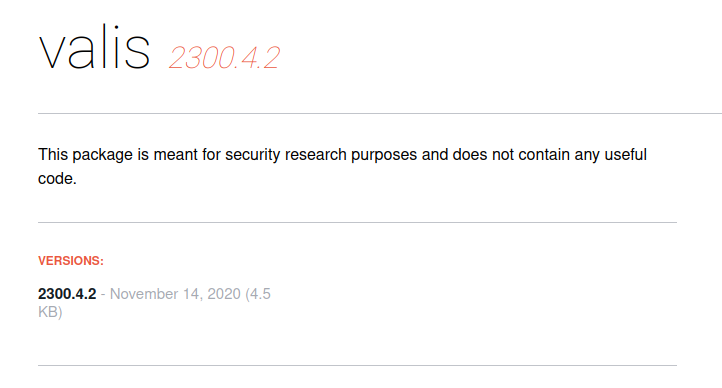 valis 2300.4.2
This package is meant for security research purposes and does not contain any useful
code.
VERSIONS:
2300.4.2 - November 14, 2020 (4.5
KB)